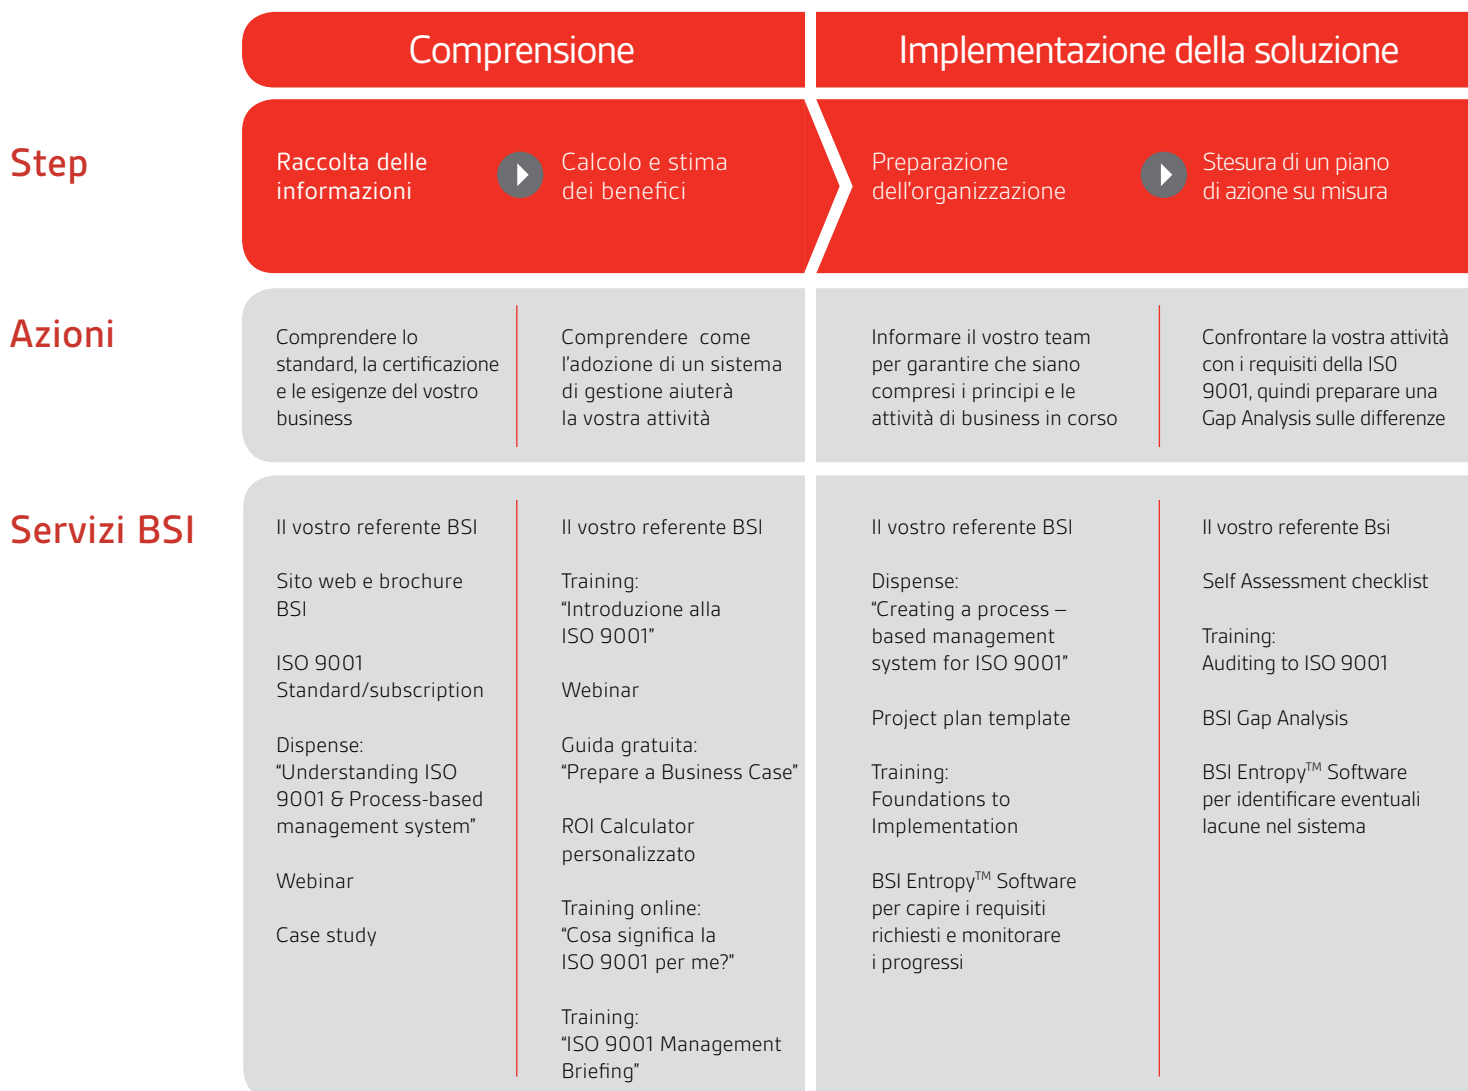 Comprensione
Implementazione della soluzione
Step
Raccolta delle
informazioni
Calcolo e stima
dei benefici
Preparazione
dell'organizzazione
Stesura di un piano
di azione su misura
Azioni
Comprendere lo
standard, la certificazione
e le esigenze del vostro
business
Comprendere come
l'adozione di un sistema
di gestione aiuterà
la vostra attività
Informare il vostro team
per garantire che siano
compresi i principi e le
attività di business in corso
Confrontare la vostra attività
con i requisiti della ISO
9001, quindi preparare una
Gap Analysis sulle differenze
Servizi BSI
Il vostro referente BSI
Sito web e brochure
BSI
ISO 9001
Standard/subscription
Dispense:
“Understanding ISO
9001 & Process-based
management system”
Webinar
Case study
Il vostro referente BSI
Training:
“Introduzione alla
ISO 9001”
Webinar
Guida gratuita:
“Prepare a Business Case”
ROI Calculator
personalizzato
Training online:
“Cosa significa la
ISO 9001 per me?”
Training:
“ISO 9001 Management
Briefing”
Il vostro referente BSI
Dispense:
“Creating a process –
based management
system for ISO 9001”
Project plan template
Training:
Foundations to
Implementation
BSI Entropy™ Software
per capire i requisiti
richiesti e monitorare
i progressi
Il vostro referente Bsi
Self Assessment checklist
Training:
Auditing to ISO 9001
BSI Gap Analysis
BSI Entropy™ Software
per identificare eventuali
lacune nel sistema